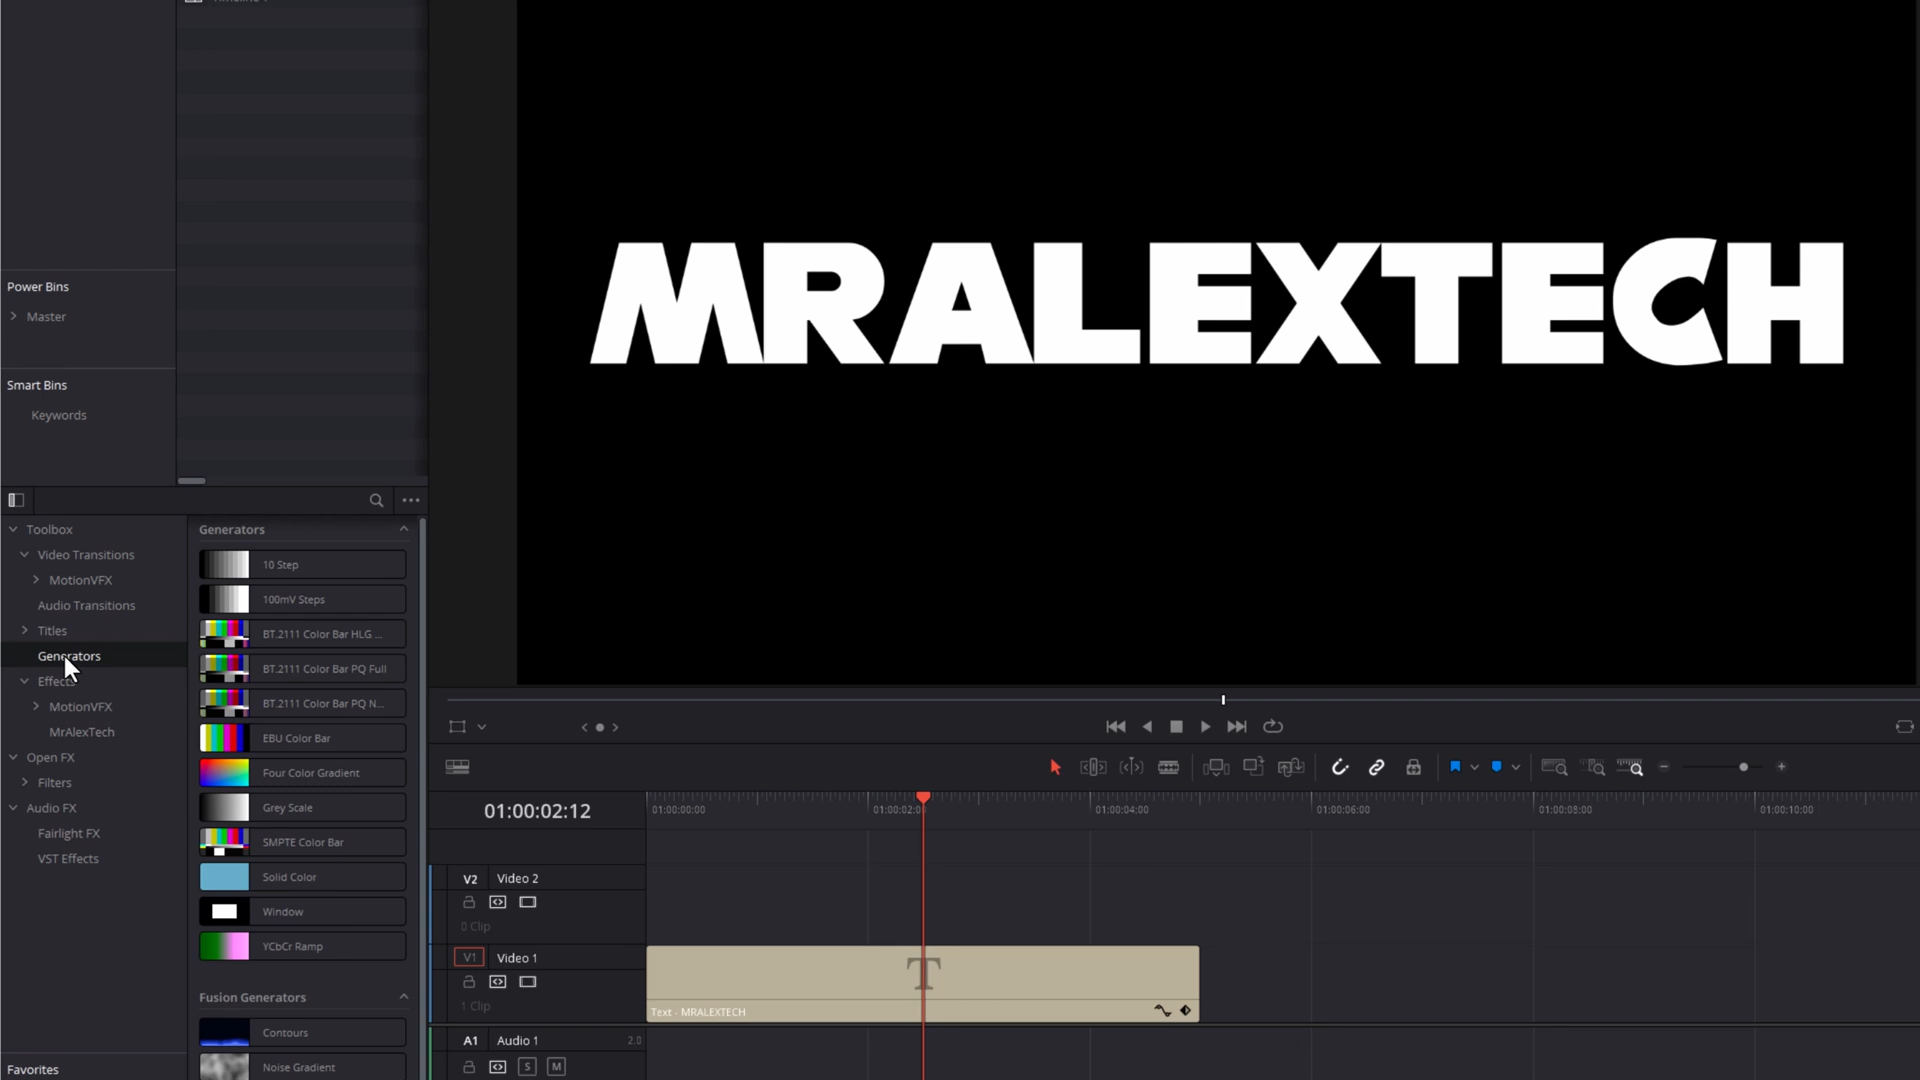 MRALEXTECH
Power Bins
Master
Smart Bins
Keywords
Toolbox
Video Transitions
MotionVFX
Audio Transitions
Titles
Generators
Effects
MotionVFX
MrAlexTech
Open FX
Filters
Audio FX
Fairlight FX
VST Effects
Favorites
Generators
10 Step
100mV Steps
BT.2111 Color Bar HLG ...
BT.2111 Color Bar PQ Full
BT.2111 Color Bar PQ N...
EBU Color Bar
Four Color Gradient
Grey Scale
SMPTE Color Bar
Solid Color
Window
YCbCr Ramp
Fusion Generators
Contours
Noise Gradient
01:00:02:12
01:00:00:00
01:00:04:00
01:00:06:00
01:00:08:00
01:00:10:00
V2 Video 2
0 Clip
V1 Video 1
1 Clip
T
Text - MRALEXTECH
A1 Audio 1 2.0
S M